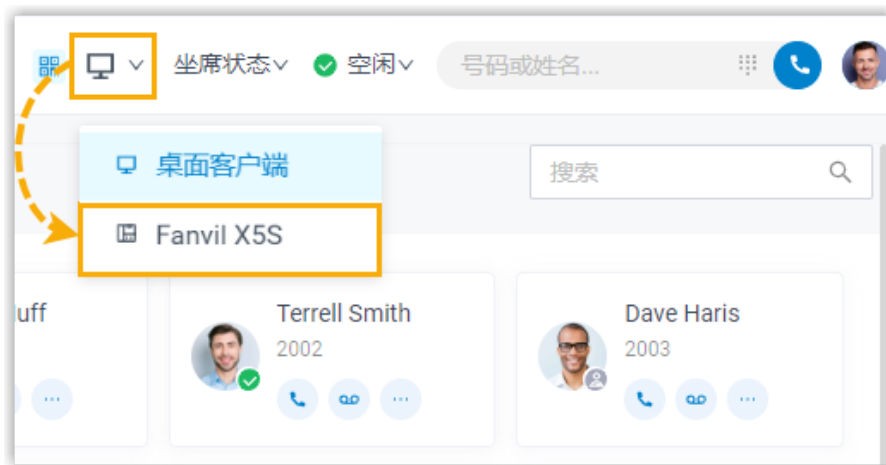 坐席状态 空闲 号码或姓名...
桌面客户端
搜索
Fanvil X5S
uff
Terrell Smith
2002
Dave Haris
2003